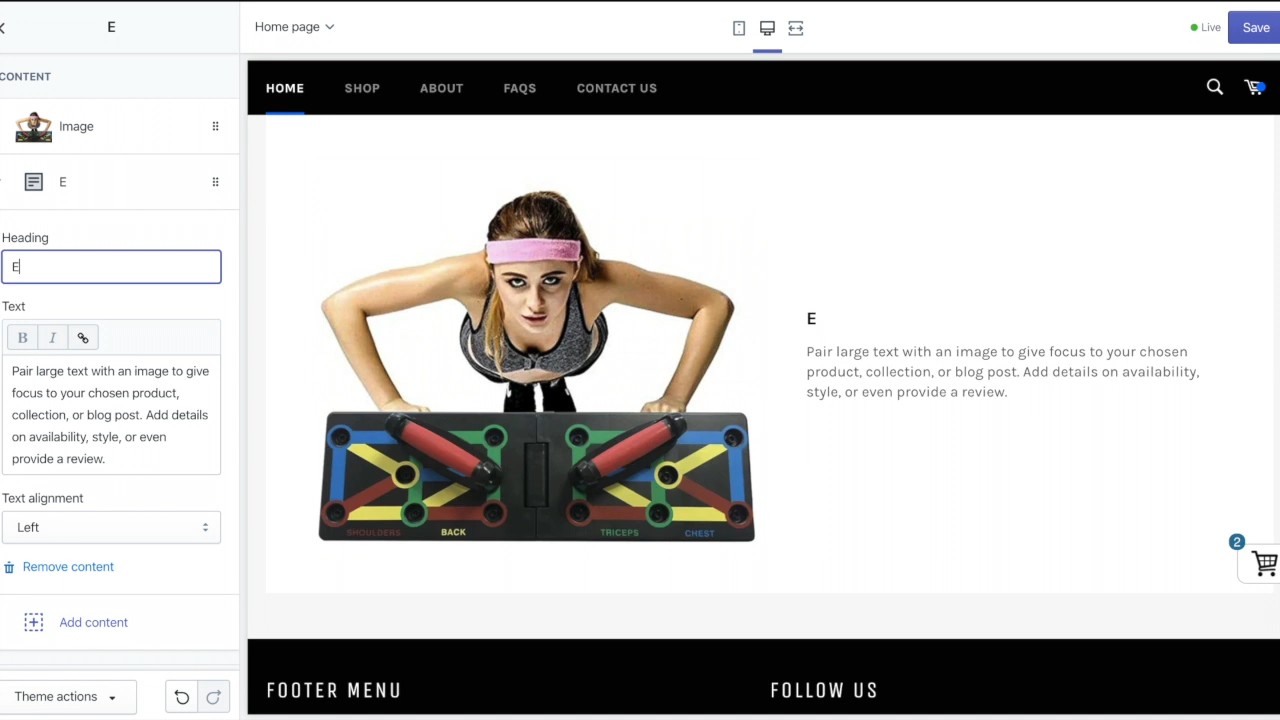 E
Home page
Live
Save
CONTENT
Image
E
Heading
E
Text
B I
Pair large text with an image to give
focus to your chosen product,
collection, or blog post. Add details
on availability, style, or even
provide a review.
Text alignment
Left
Remove content
Add content
Theme actions
HOME SHOP ABOUT FAQS CONTACT US
E
Pair large text with an image to give focus to your chosen
product, collection, or blog post. Add details on availability,
style, or even provide a review.
SHOULDERS BACK TRICEPS CHEST
2
FOOTER MENU
FOLLOW US